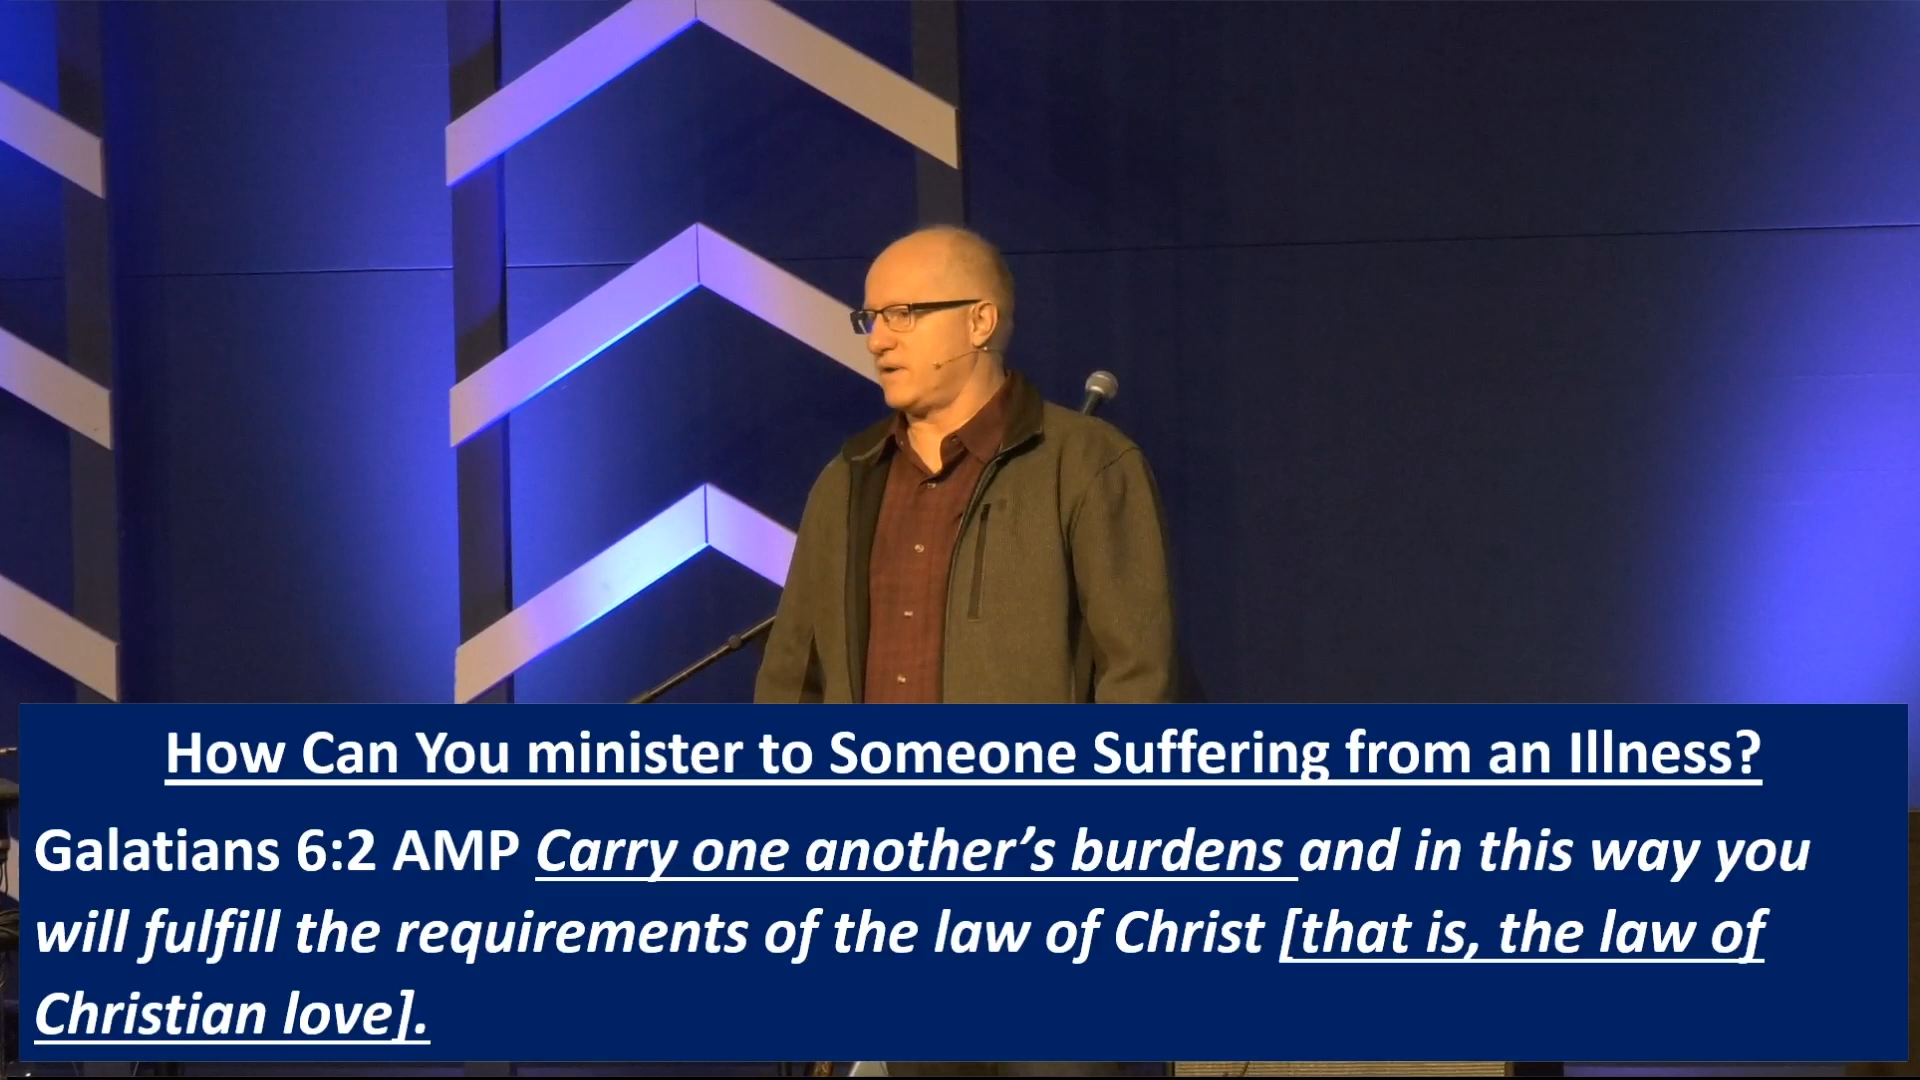 How Can You minister to Someone Suffering from an Illness?
Galatians 6:2 AMP Carry one another’s burdens and in this way you
will fulfill the requirements of the law of Christ [that is, the law of
Christian love].